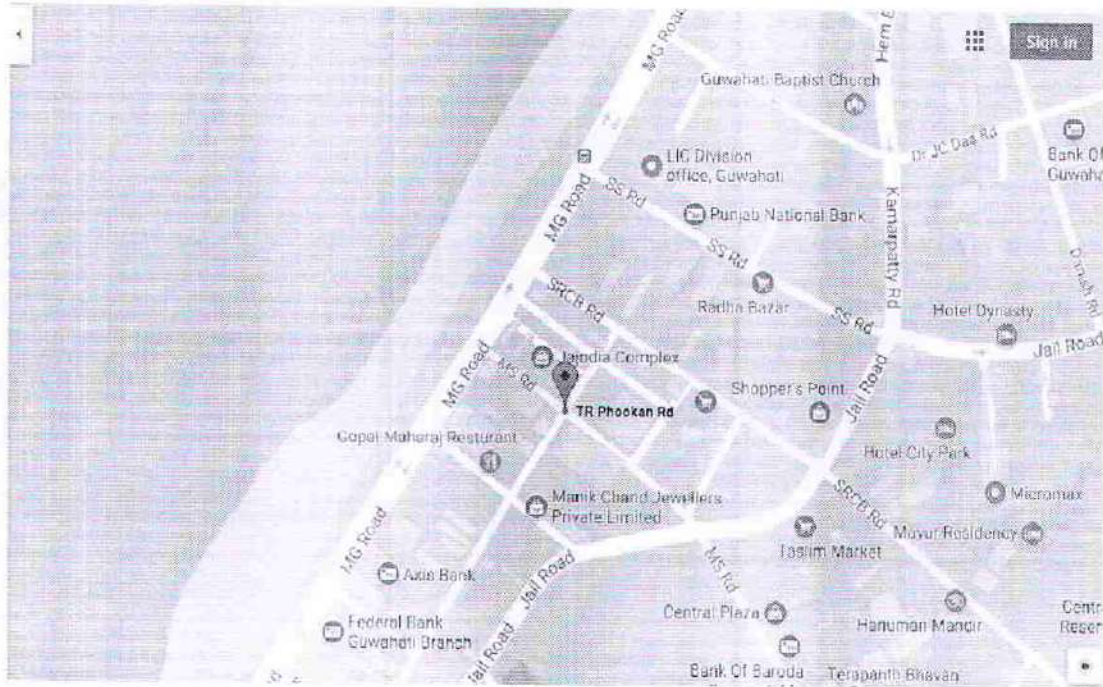 MG Road
Hem B
Sign in
Guwahati Baptist Church
Dr JC Das Rd
Bank Of
Guwaha
LIC Division
office, Guwahati
SS Rd
MG Road
Punjab National Bank
Kamarpatty Rd
SS Rd
SRCB Rd
Radha Bazar
SS Rd
Hotel Dynasty
Jail Road
MG Road
MS Rd
Complex
Shopper's Point
Jail Road
TR Phookan Rd
Gopal Maharaj Resturant
Hotel City Park
Manik Chand Jewellers
Private Limited
SRCB Rd
Micromax
Mayur Residency
Taslim Market
MG Road
Jail Road
Axis Bank
MS Rd
Central Plaza
Hanuman Mandir
Centr
Reser
Federal Bank
Guwahati Branch
Bank Of Baroda
Terapanth Bhavan